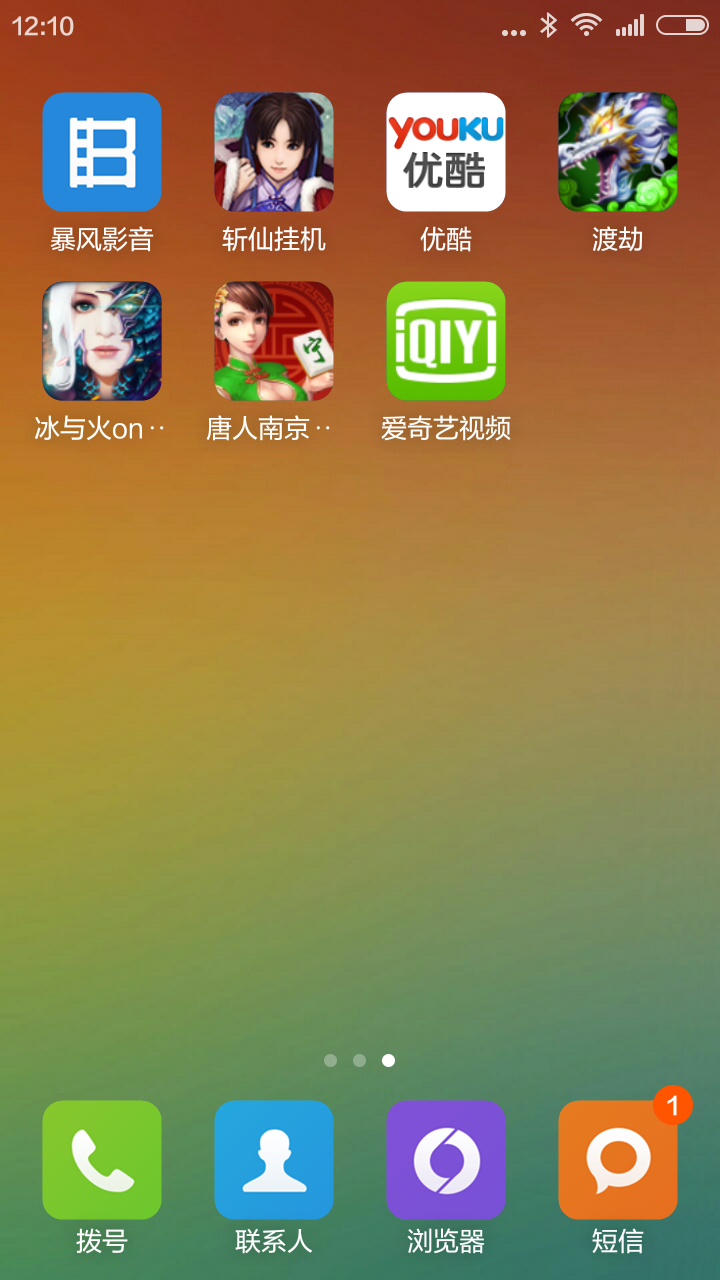 12:10
YOUKU
优酷
暴风影音
斩仙挂机
优酷
渡劫
iQIYI
冰与火on··
唐人南京··
爱奇艺视频
1
拨号
联系人
浏览器
短信